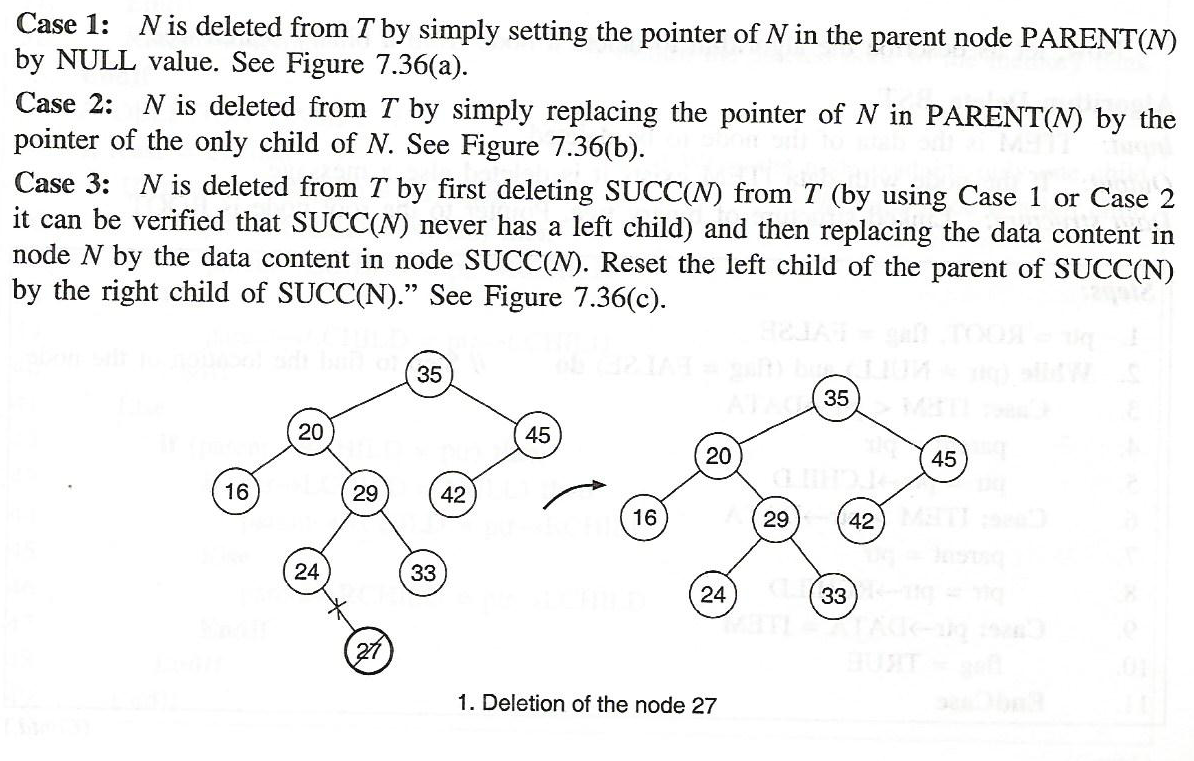 Case 1: N is deleted from T by simply setting the pointer of N in the parent node PARENT(N)
by NULL value. See Figure 7.36(a).
Case 2: N is deleted from T by simply replacing the pointer of N in PARENT(N) by the
pointer of the only child of N. See Figure 7.36(b).
Case 3: N is deleted from T by first deleting SUCC(N) from T (by using Case 1 or Case 2
it can be verified that SUCC(N) never has a left child) and then replacing the data content in
node N by the data content in node SUCC(N). Reset the left child of the parent of SUCC(N)
by the right child of SUCC(N).” See Figure 7.36(c).
35
20
45
16
29
42
24
33
27
35
20
45
16
29
42
24
33
1. Deletion of the node 27